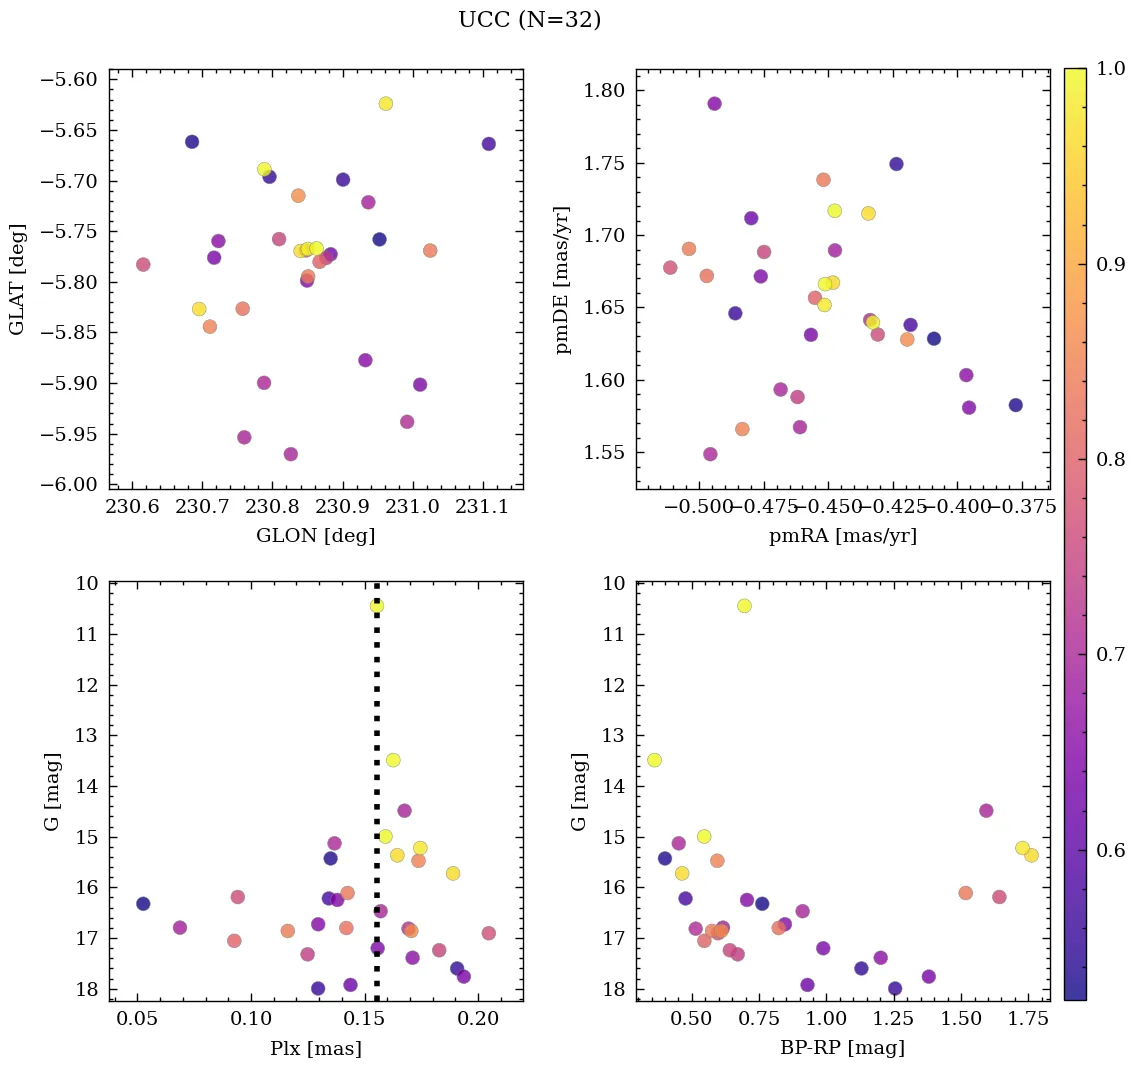 UCC (N=32)
−5.60
−5.65
−5.70
−5.75
−5.80
−5.85
−5.90
−5.95
−6.00
GLAT [deg]
230.6 230.7 230.8 230.9 231.0 231.1
GLON [deg]
1.80
1.75
1.70
1.65
1.60
1.55
pmDE [mas/yr]
−0.500 −0.475 −0.450 −0.425 −0.400 −0.375
pmRA [mas/yr]
1.0
0.9
0.8
0.7
0.6
10
11
12
13
14
15
16
17
18
G [mag]
0.05 0.10 0.15 0.20
Plx [mas]
10
11
12
13
14
15
16
17
18
G [mag]
0.50 0.75 1.00 1.25 1.50 1.75
BP-RP [mag]